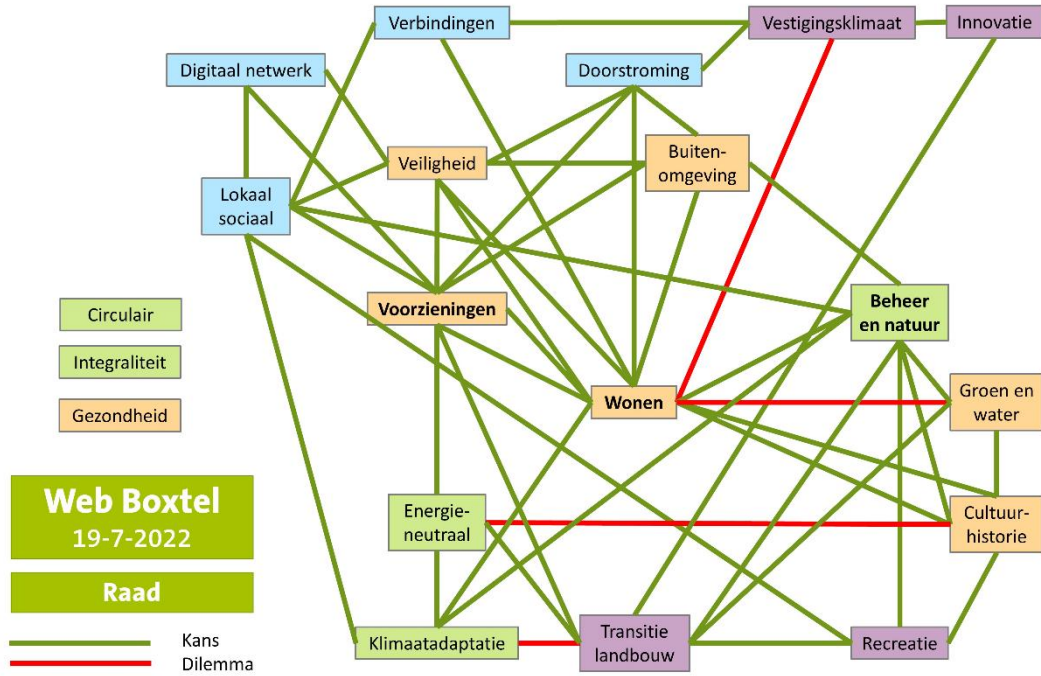 Verbindingen
Vestigingsklimaat
Innovatie
Digitaal netwerk
Doorstroming
Veiligheid
Buiten-
omgeving
Lokaal
sociaal
Voorzieningen
Beheer
en natuur
Circulair
Integraliteit
Gezondheid
Wonen
Groen en
water
Web Boxtel
19-7-2022
Energie-
neutraal
Cultuur-
historie
Raad
Kans
Dilemma
Klimaatadaptatie
Transitie
landbouw
Recreatie